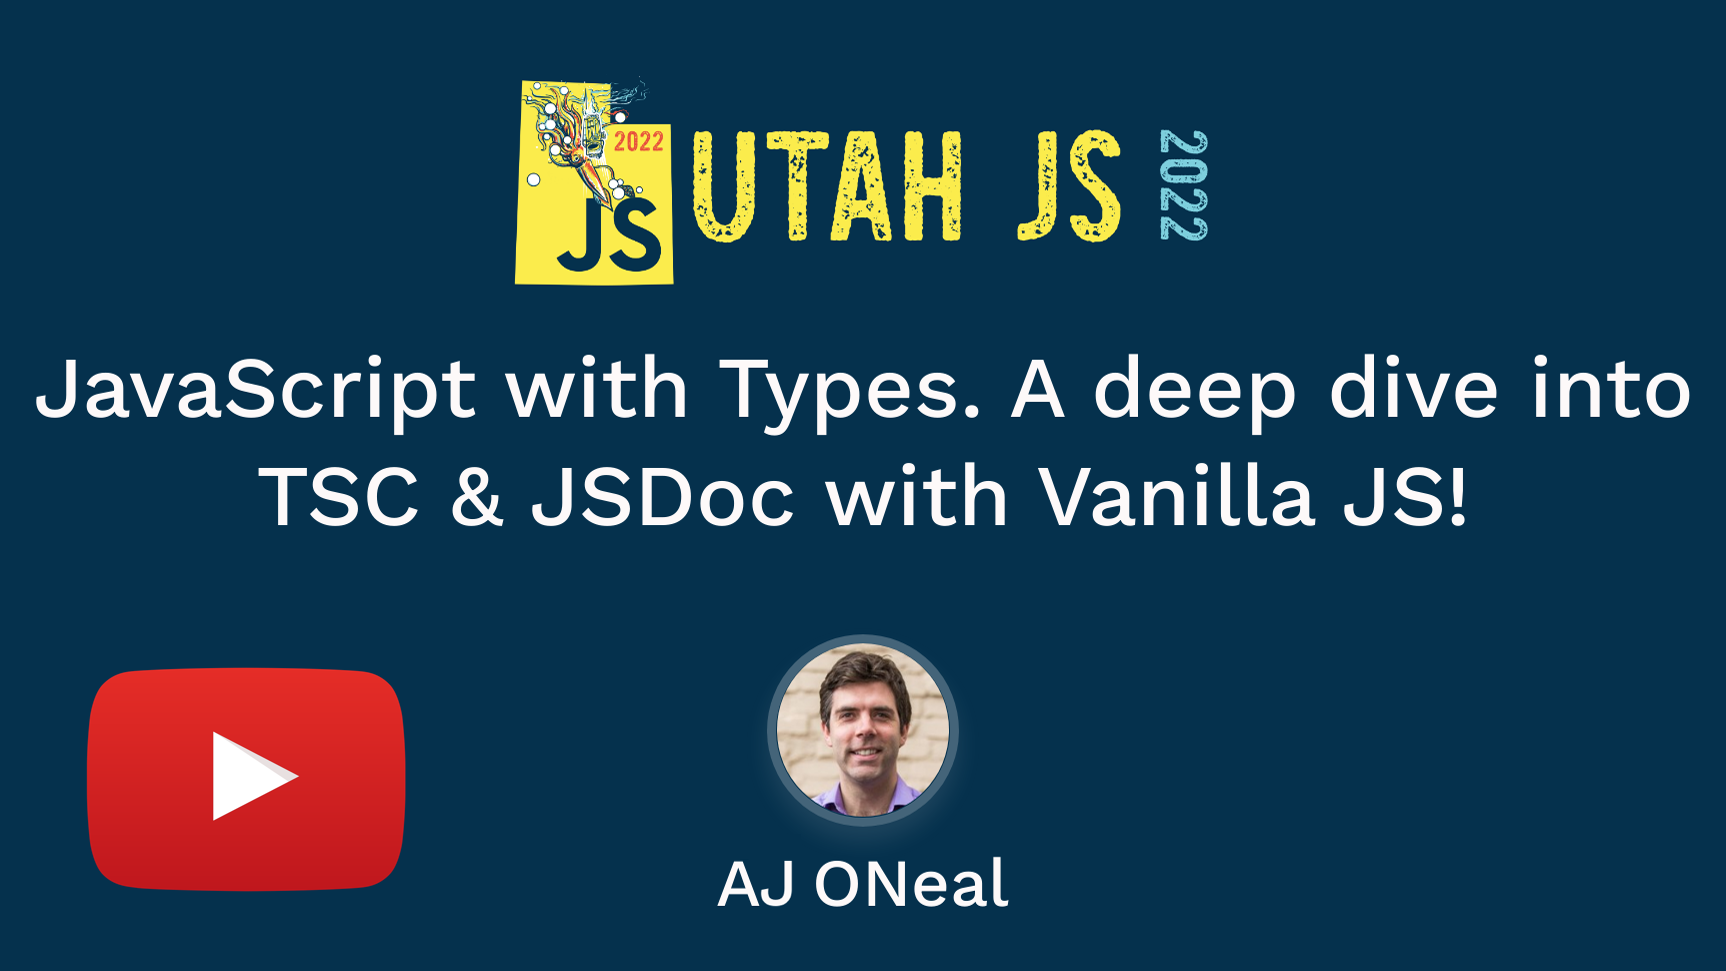 2022
JS
UTAH JS
2022
JavaScript with Types. A deep dive into
TSC & JSDoc with Vanilla JS!
AJ ONeal